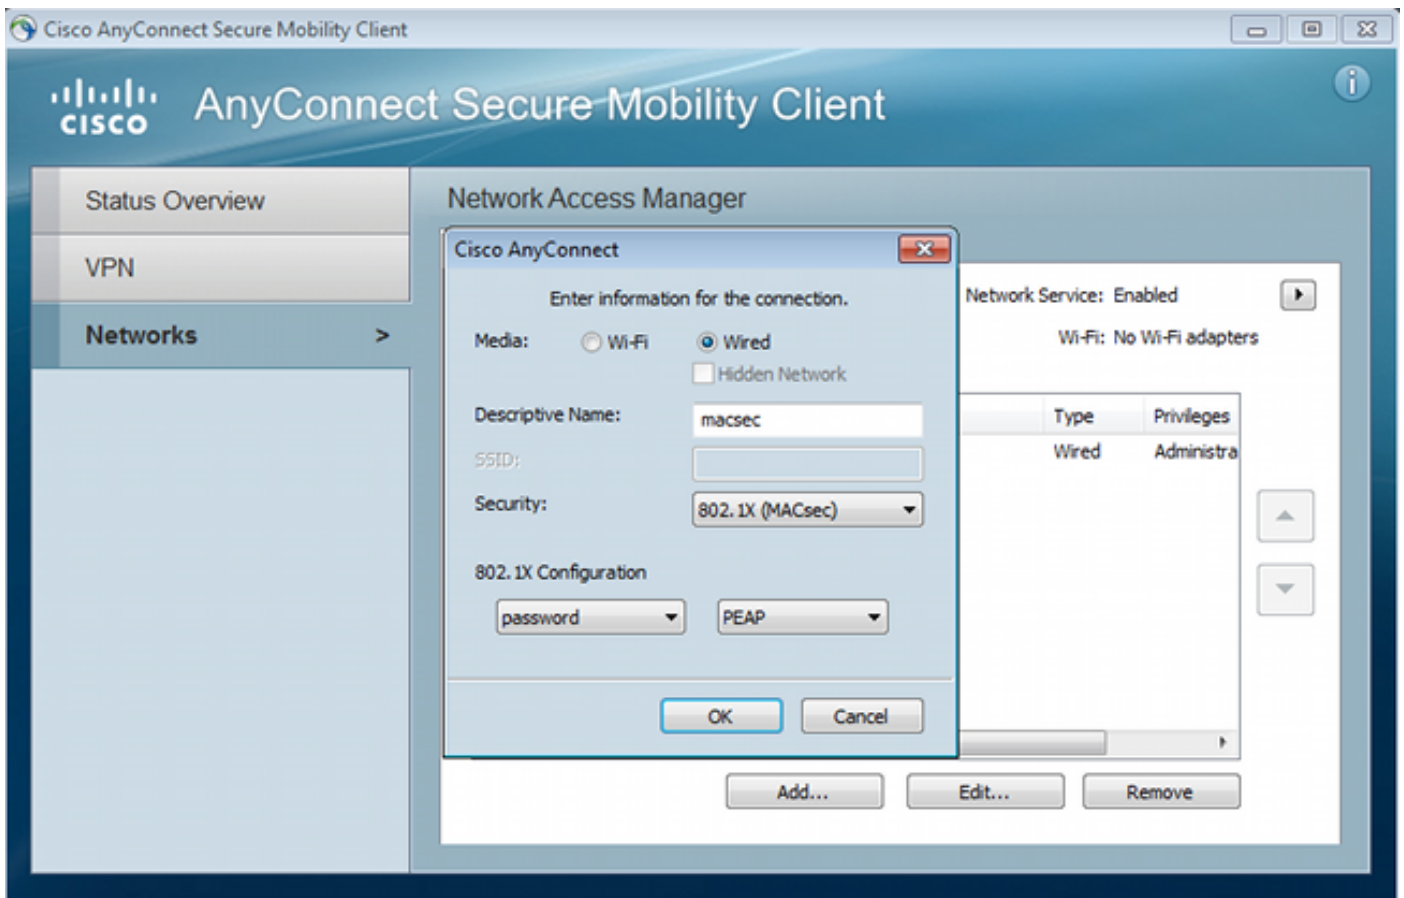 Cisco AnyConnect Secure Mobility Client
CISCO
AnyConnect Secure Mobility Client
Status Overview
VPN
Networks >
Network Access Manager
Cisco AnyConnect
Enter information for the connection.
Media: Wi-Fi Wired
Hidden Network
Descriptive Name: macsec
SSID:
Security: 802.1X (MACsec)
802.1X Configuration
password PEAP
OK Cancel
Network Service: Enabled
Wi-Fi: No Wi-Fi adapters
Type Privileges
Wired Administra
Add... Edit... Remove